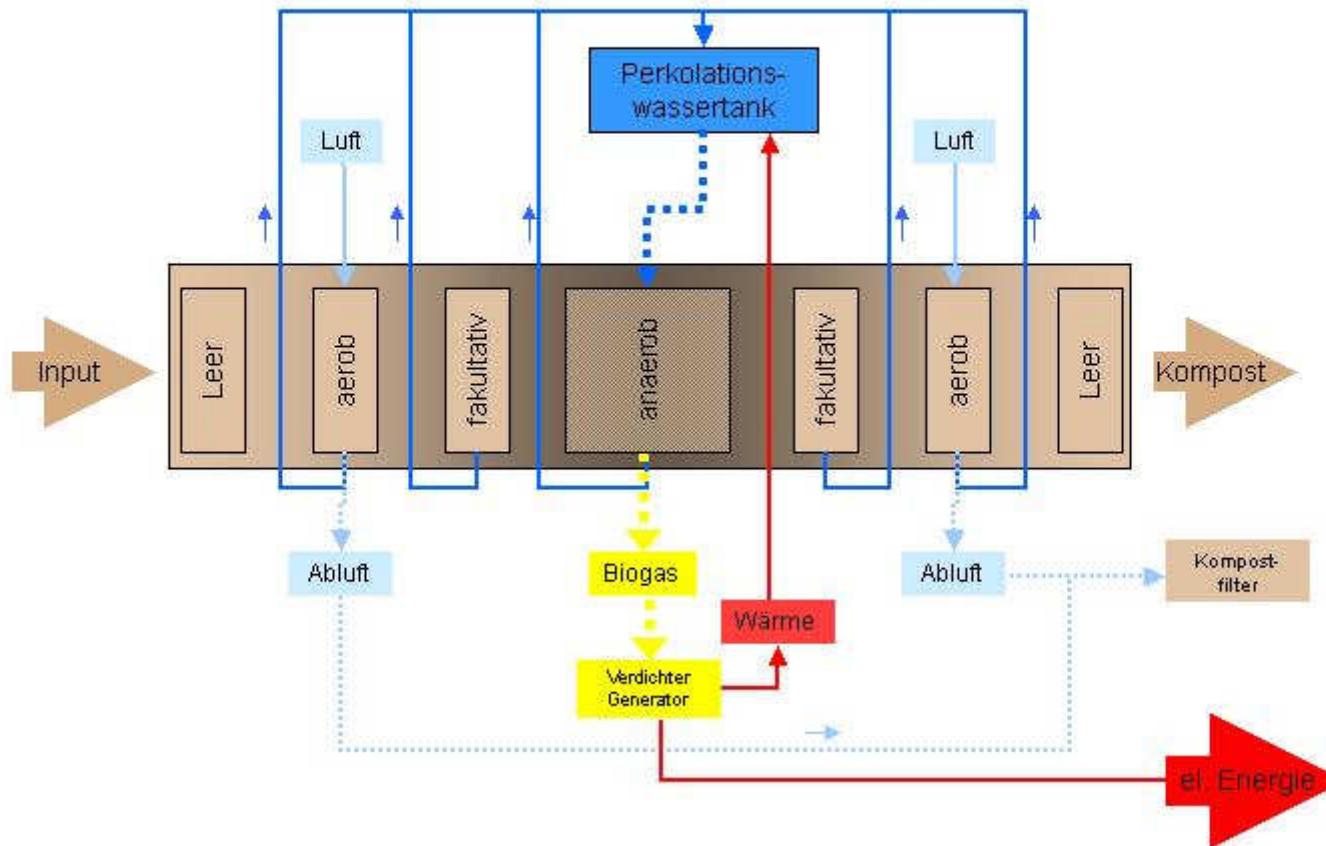 Perkolations-
wassertank
Luft
Luft
Input
Leer
aerob
fakultativ
anaerob
fakultativ
aerob
Leer
Kompost
Abluft
Biogas
Abluft
Kompost-
filter
Wärme
Verdichter
Generator
el. Energie